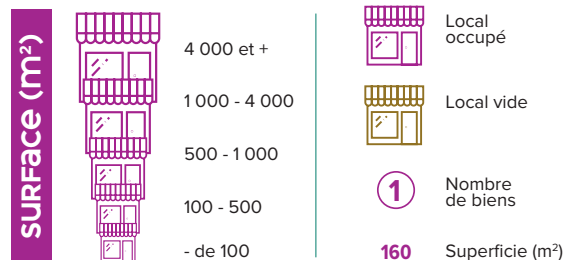 SURFACE (m²)
4 000 et +
1 000 - 4 000
500 - 1 000
100 - 500
- de 100
Local
occupé
Local vide
1
Nombre
de biens
160
Superficie (m²)